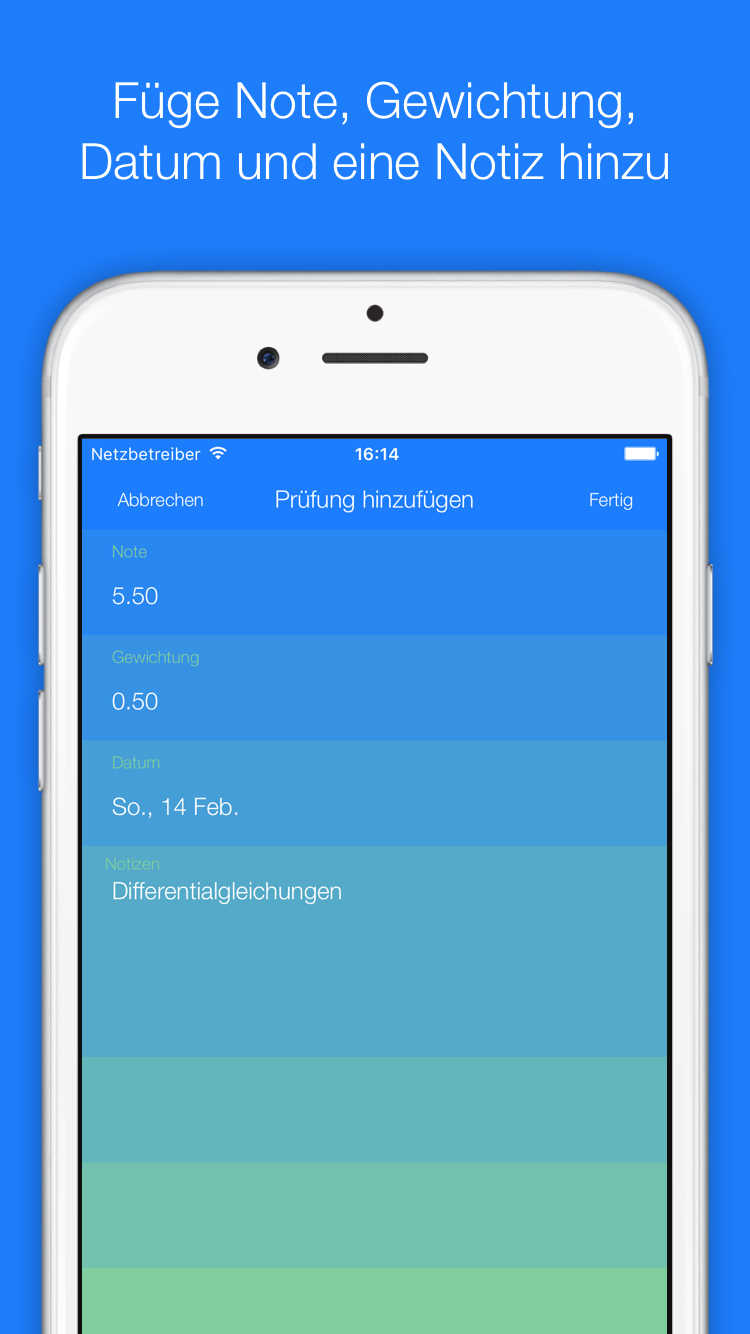 Füge Note, Gewichtung,
Datum und eine Notiz hinzu
Netzbetreiber 16:14
Abbrechen Prüfung hinzufügen Fertig
Note
5.50
Gewichtung
0.50
Datum
So., 14 Feb.
Notizen
Differentialgleichungen